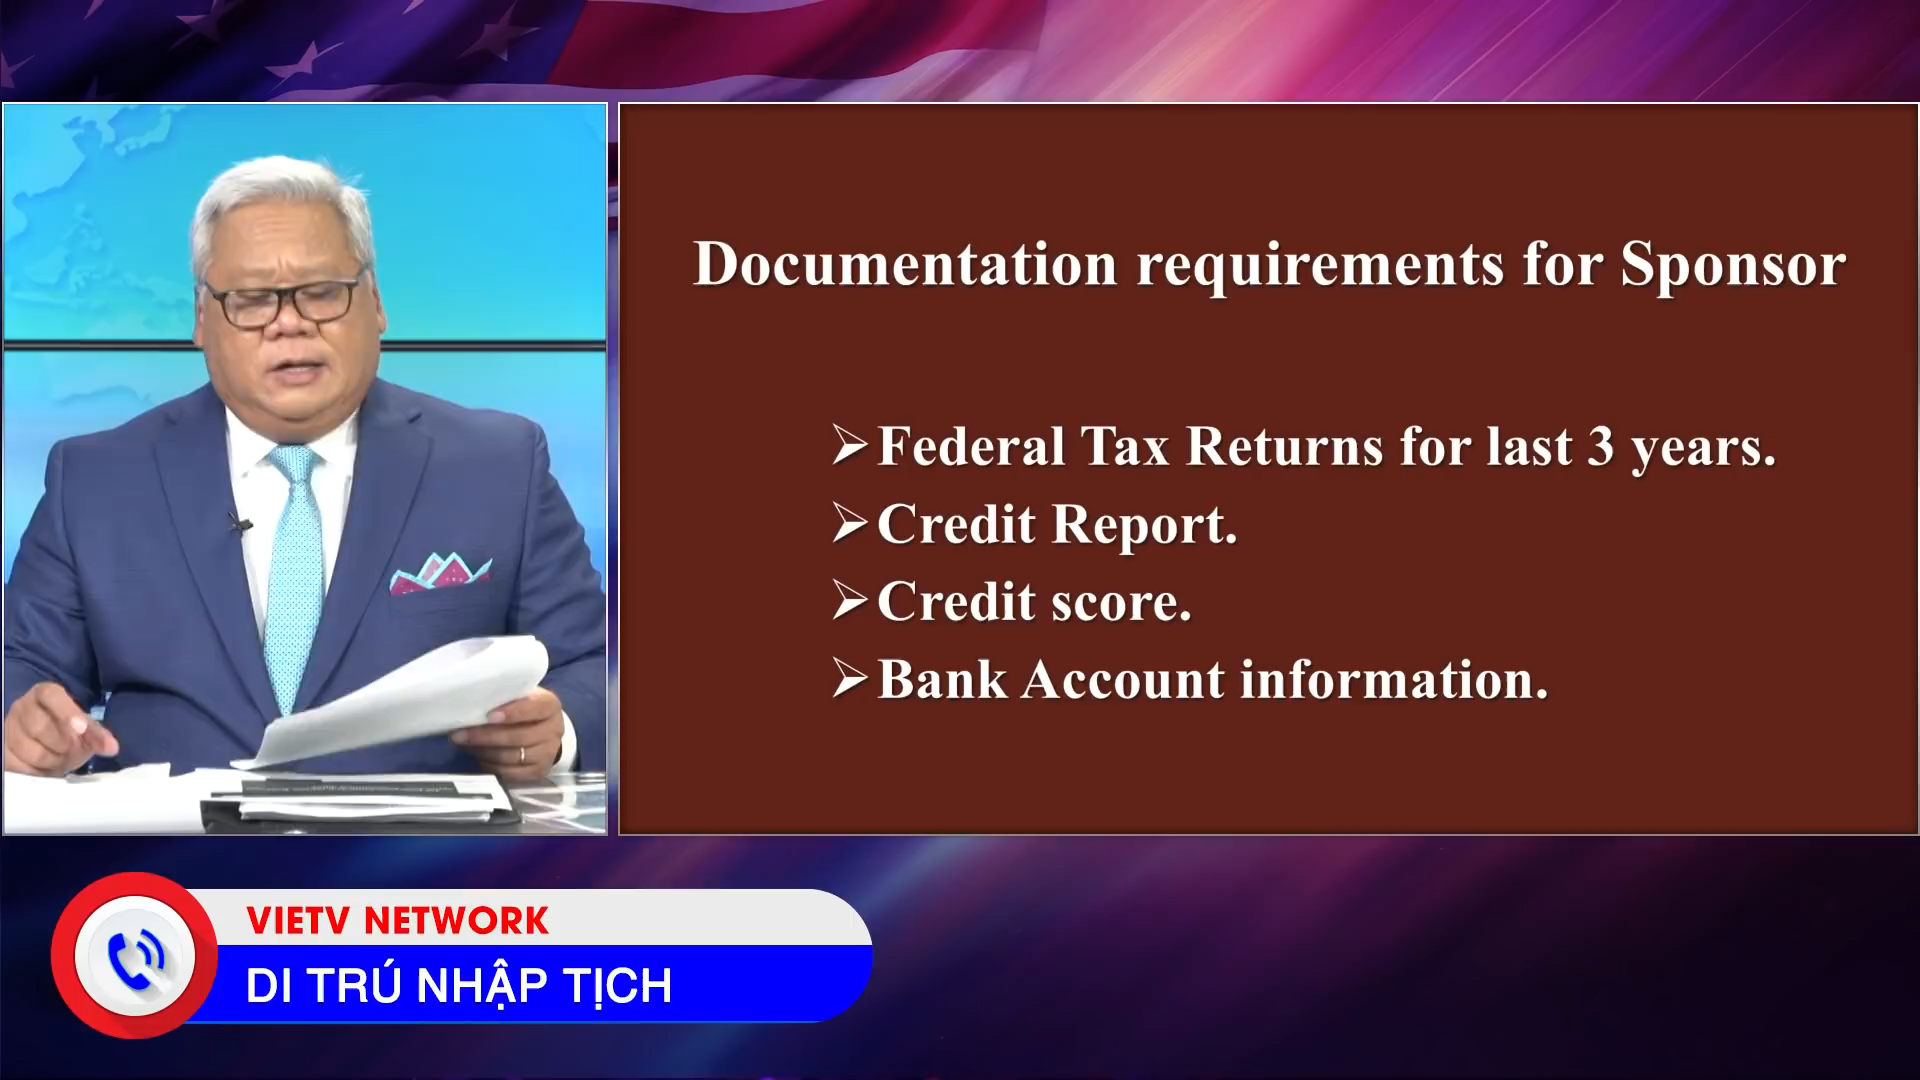 Documentation requirements for Sponsor
➢Federal Tax Returns for last 3 years.
➢Credit Report.
➢Credit score.
➢Bank Account information.
VIETV NETWORK
DI TRÚ NHẬP TỊCH